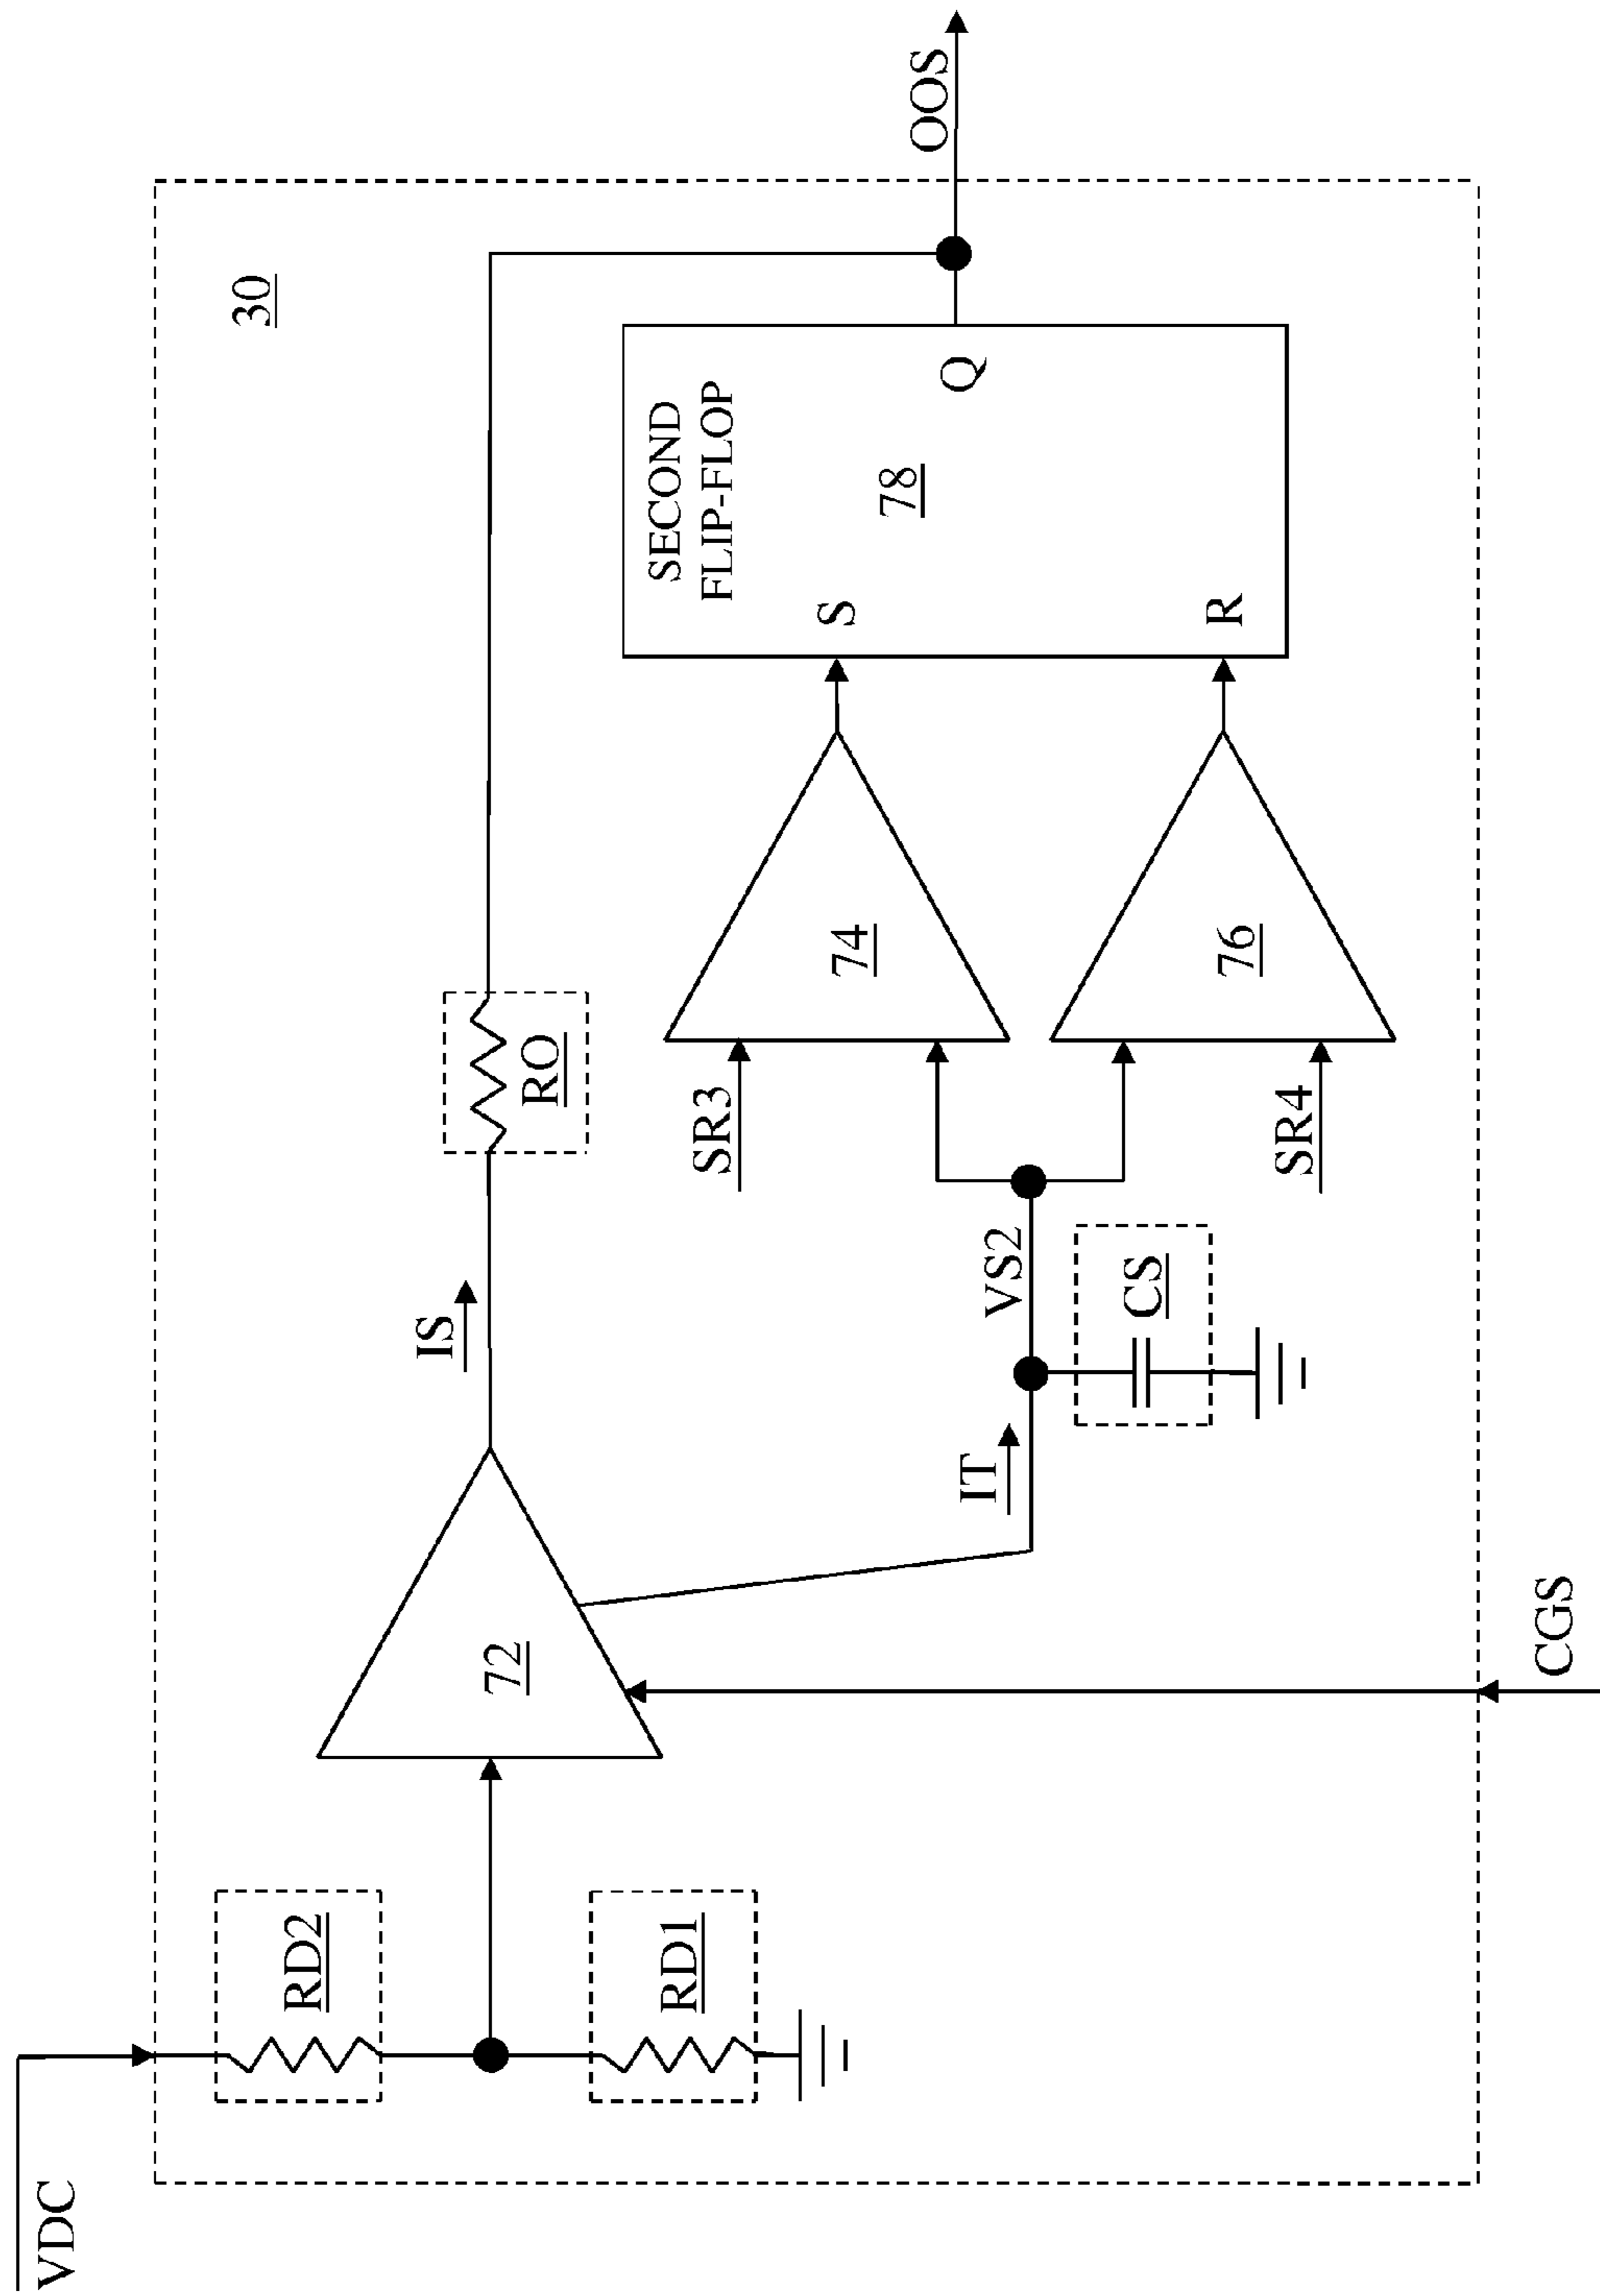 VDC
RD2
RD1
30
72
CGS
IS
IT
VS2
CS
RO
SR3
SR4
74
76
SECOND
FLIP-FLOP
78
S
R
Q
OOS